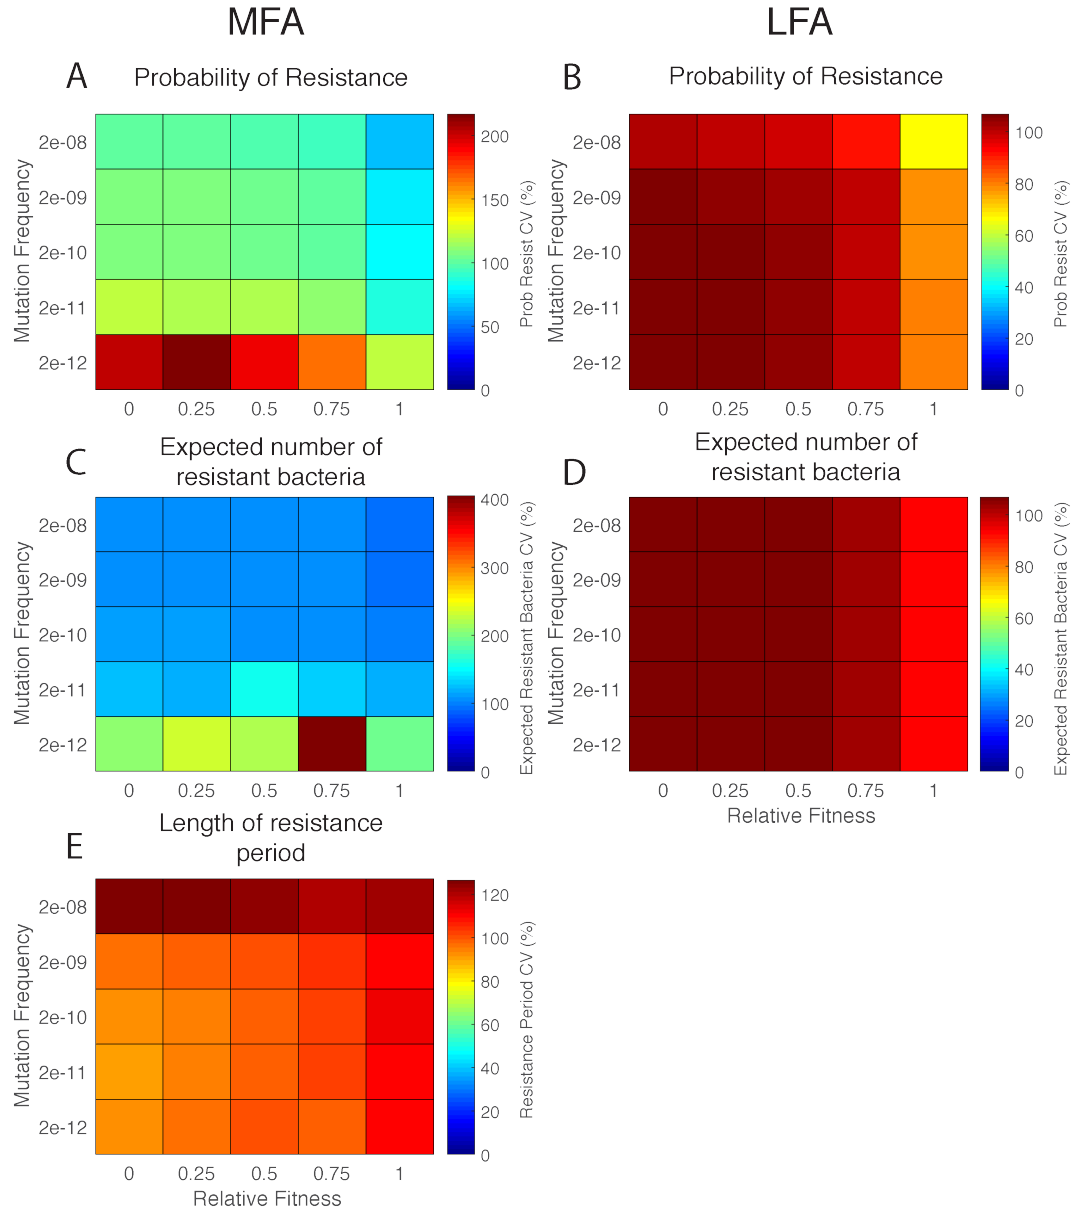 MFA
LFA
A
Probability of Resistance
B
Probability of Resistance
Mutation Frequency
2e-08
2e-09
2e-10
2e-11
2e-12
0
0.25
0.5
0.75
1
200
150
100
50
0
Prob Resist CV (%)
Mutation Frequency
2e-08
2e-09
2e-10
2e-11
2e-12
0
0.25
0.5
0.75
1
100
80
60
40
20
0
Prob Resist CV (%)
C
Expected number of
resistant bacteria
D
Expected number of
resistant bacteria
Mutation Frequency
2e-08
2e-09
2e-10
2e-11
2e-12
0
0.25
0.5
0.75
1
400
300
200
100
0
Expected Resistant Bacteria CV (%)
Mutation Frequency
2e-08
2e-09
2e-10
2e-11
2e-12
0
0.25
0.5
0.75
1
Relative Fitness
100
80
60
40
20
0
Expected Resistant Bacteria CV (%)
E
Length of resistance
period
Mutation Frequency
2e-08
2e-09
2e-10
2e-11
2e-12
0
0.25
0.5
0.75
1
Relative Fitness
120
100
80
60
40
20
0
Resistance Period CV (%)